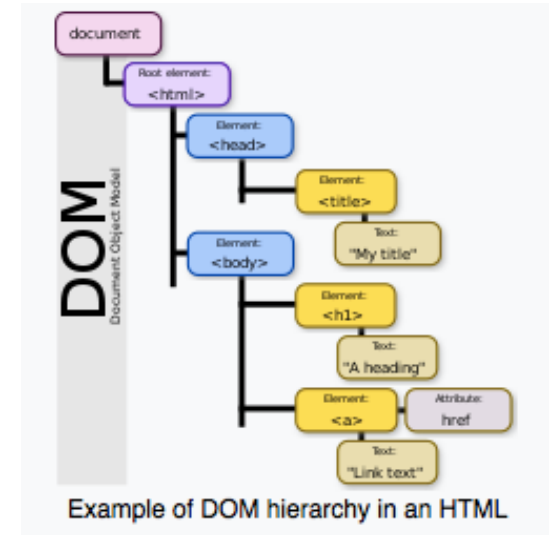 document
Root element:
<html>
Element:
<head>
Element:
<title>
Text:
"My title"
Element:
<body>
Element:
<h1>
Text:
"A heading"
Element:
<a>
Attribute:
href
Text:
"Link text"
DOM
Document Object Model
Example of DOM hierarchy in an HTML